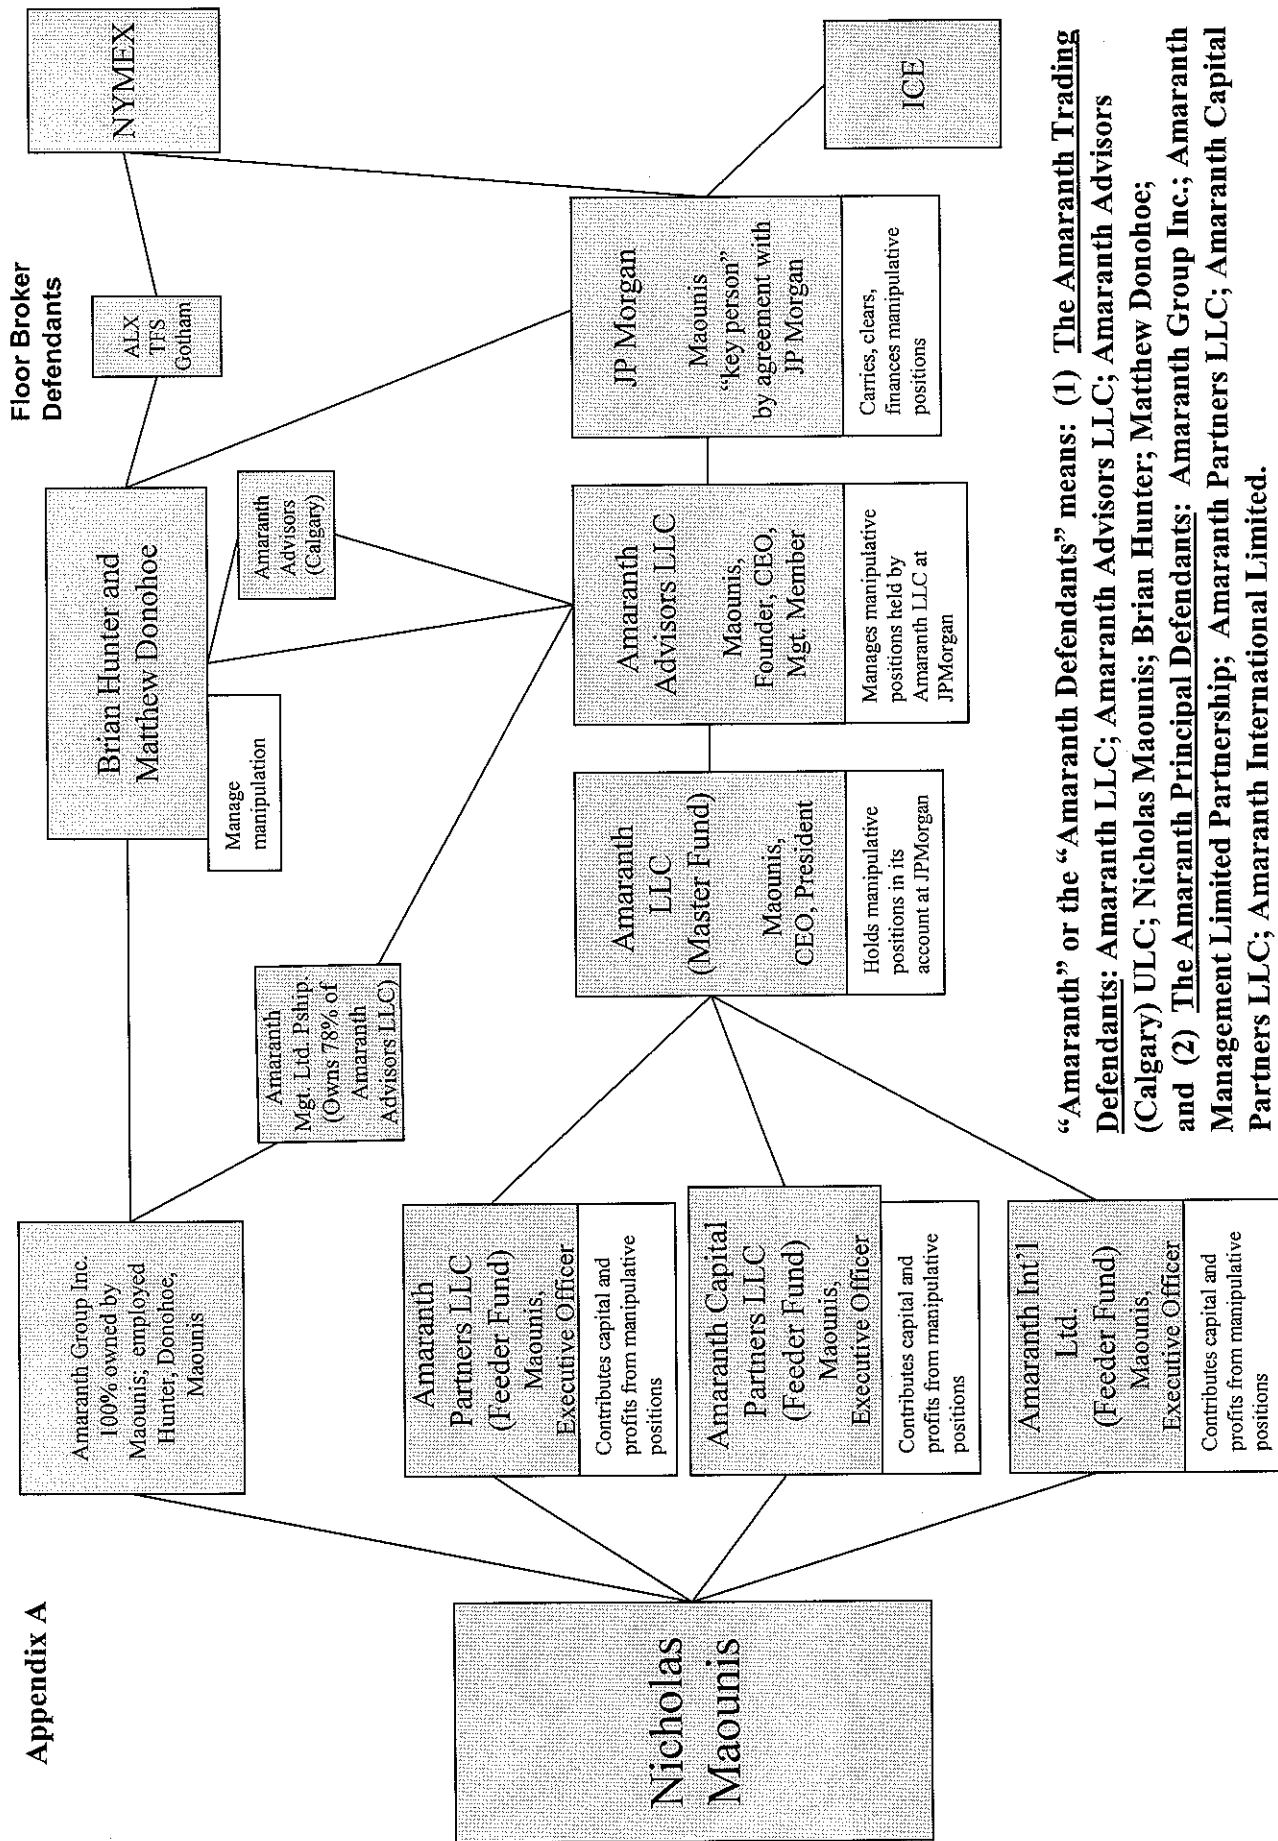 Appendix A
Nicholas
Maounis
Amaranth Group Inc.
100% owned by
Maounis; employed
Hunter, Donohoe,
Maounis
Amaranth
Partners LLC
(Feeder Fund)
Maounis,
Executive Officer
Contributes capital and
profits from manipulative
positions
Amaranth Capital
Partners LLC
(Feeder Fund)
Maounis,
Executive Officer
Contributes capital and
profits from manipulative
positions
Amaranth Int'l
Ltd.
(Feeder Fund)
Maounis,
Executive Officer
Contributes capital and
profits from manipulative
positions
Amaranth
Mgt. Ltd. Pship.
(Owns 78% of
Amaranth
Advisors LLC)
Brian Hunter and
Matthew Donohoe
Manage
manipulation
Amaranth
Advisors
(Calgary)
Amaranth
LLC
(Master Fund)
Maounis,
CEO, President
Holds manipulative
positions in its
account at JPMorgan
Amaranth
Advisors LLC
Maounis,
Founder, CEO,
Mgt. Member
Manages manipulative
positions held by
Amaranth LLC at
JPMorgan
JP Morgan
Maounis
“key person”
by agreement with
JP Morgan
Carries, clears,
finances manipulative
positions
Floor Broker
Defendants
ALX
TFS
Gotham
NYMEX
ICE
“Amaranth” or the “Amaranth Defendants” means: (1) The Amaranth Trading
Defendants: Amaranth LLC; Amaranth Advisors LLC; Amaranth Advisors
(Calgary) ULC; Nicholas Maounis; Brian Hunter; Matthew Donohoe;
and (2) The Amaranth Principal Defendants: Amaranth Group Inc.; Amaranth
Management Limited Partnership; Amaranth Partners LLC; Amaranth Capital
Partners LLC; Amaranth International Limited.